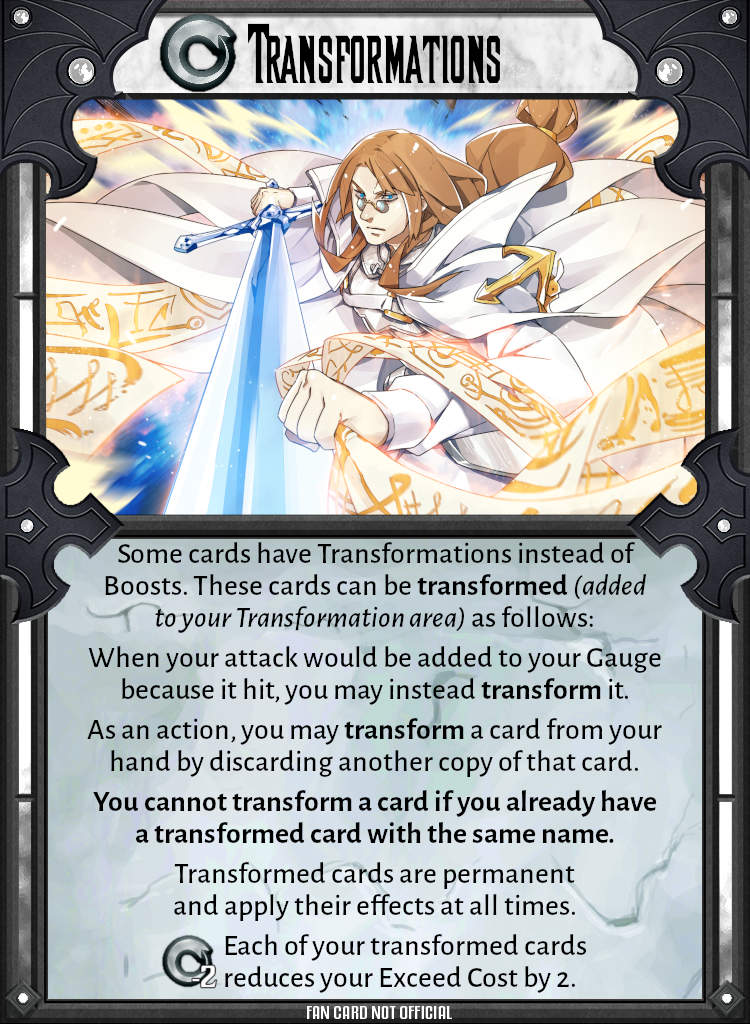 Transformations
Some cards have Transformations instead of
Boosts. These cards can be transformed (added
to your Transformation area) as follows:
When your attack would be added to your Gauge
because it hit, you may instead transform it.
As an action, you may transform a card from your
hand by discarding another copy of that card.
You cannot transform a card if you already have
a transformed card with the same name.
Transformed cards are permanent
and apply their effects at all times.
-2 Each of your transformed cards
reduces your Exceed Cost by 2.
FAN CARD NOT OFFICIAL